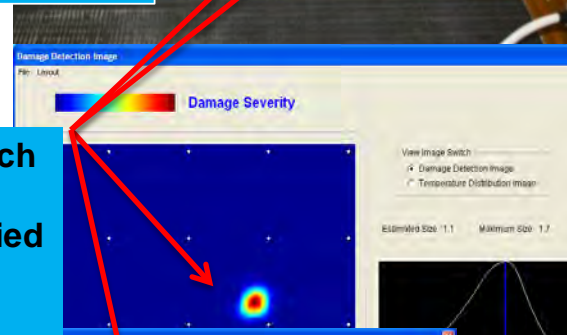 Damage Detection Image
File Layout
Damage Severity
ch
ied
View Image Switch
Damage Detection Image
Temperature Distribution Image
Estimated Size 1.1 Maximum Size 1.7